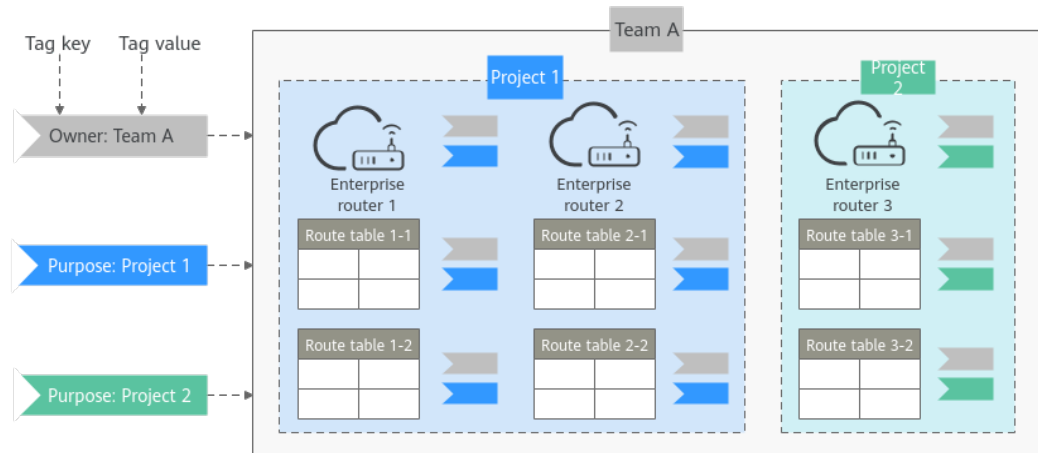 Team A
Tag key
Tag value
Project 1
Project
2
Owner: Team A
Enterprise
router 1
Enterprise
router 2
Enterprise
router 3
Route table 1-1
Route table 2-1
Route table 3-1
Purpose: Project 1
Route table 1-2
Route table 2-2
Route table 3-2
Purpose: Project 2